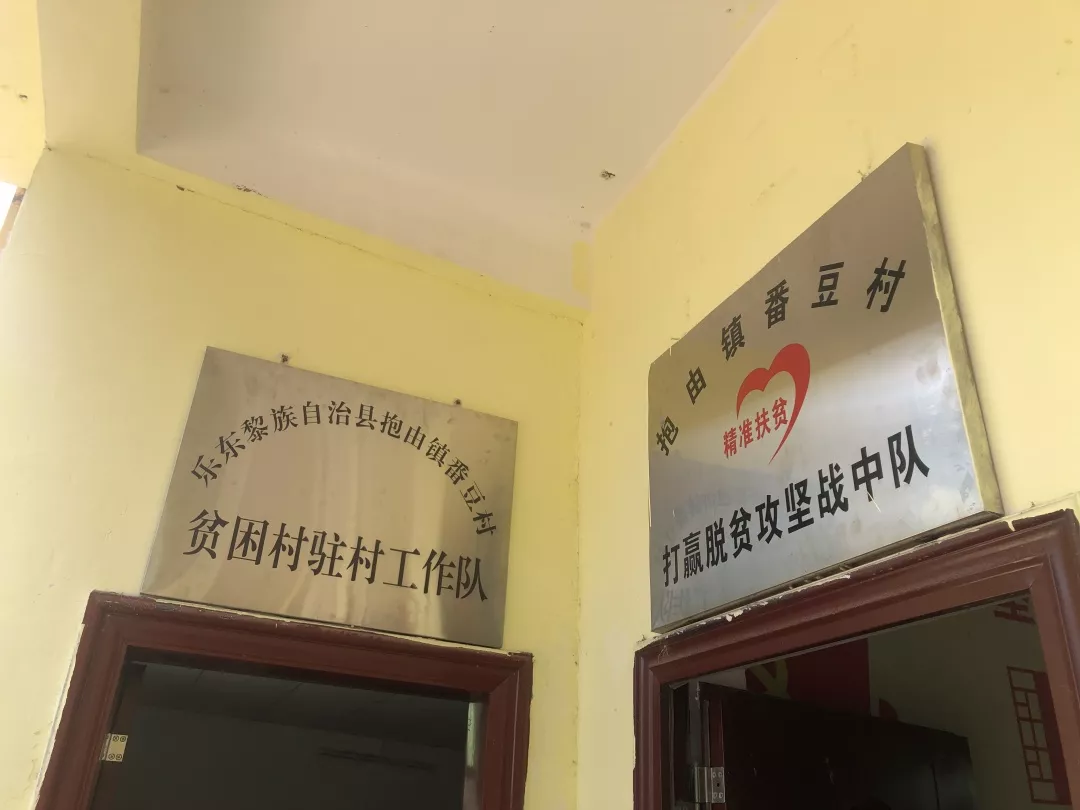 乐东黎族自治县抱由镇番豆村
贫困村驻村工作队
抱由镇番豆村
精准扶贫
打赢脱贫攻坚战中队